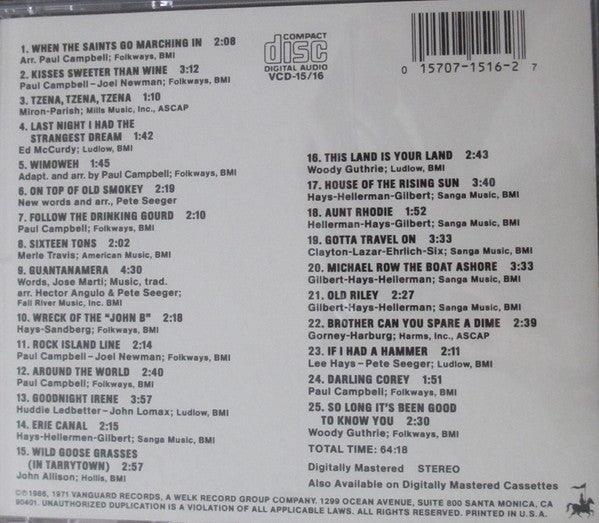 1. WHEN THE SAINTS GO MARCHING IN 2:08
Arr. Paul Campbell; Folkways, BMI
2. KISSES SWEETER THAN WINE 3:12
Paul Campbell–Joel Newman; Folkways, BMI
3. TZENA, TZENA, TZENA 1:10
Miron-Parish; Mills Music, Inc., ASCAP
4. LAST NIGHT I HAD THE
STRANGEST DREAM 1:42
Ed McCurdy; Ludlow, BMI
5. WIMOWEH 1:45
Adapt. and arr. by Paul Campbell; Folkways, BMI
6. ON TOP OF OLD SMOKEY 2:19
New words and arr., Pete Seeger
7. FOLLOW THE DRINKING GOURD 2:10
Paul Campbell; Folkways, BMI
8. SIXTEEN TONS 2:02
Merle Travis; American Music, BMI
9. GUANTANAMERA 4:30
Words, Jose Marti; Music, trad.
arr. Hector Angulo & Pete Seeger;
Fall River Music, Inc. BMI
10. WRECK OF THE "JOHN B" 2:18
Hays-Sandberg; Folkways, BMI
11. ROCK ISLAND LINE 2:14
Paul Campbell–Joel Newman; Folkways, BMI
12. AROUND THE WORLD 2:40
Paul Campbell; Folkways, BMI
13. GOODNIGHT IRENE 3:57
Huddie Ledbetter–John Lomax; Ludlow, BMI
14. ERIE CANAL 2:15
Hays-Hellermen-Gilbert; Sanga Music, BMI
15. WILD GOOSE GRASSES
(IN TARRYTOWN) 2:57
John Allison; Hollis, BMI
COMPACT
disc
DIGITAL AUDIO
VCD-15/16
0 15707-1516-2 7
16. THIS LAND IS YOUR LAND 2:43
Woody Guthrie; Ludlow, BMI
17. HOUSE OF THE RISING SUN 3:40
Hays-Hellerman-Gilbert; Sanga Music, BMI
18. AUNT RHODIE 1:52
Hellerman-Hays-Gilbert; Sanga Music, BMI
19. GOTTA TRAVEL ON 3:33
Clayton-Lazar-Ehrlich-Six; Sanga Music, BMI
20. MICHAEL ROW THE BOAT ASHORE 3:33
Gilbert-Hays-Hellerman; Sanga Music, BMI
21. OLD RILEY 2:27
Gilbert-Hays-Hellerman; Sanga Music, BMI
22. BROTHER CAN YOU SPARE A DIME 2:39
Gorney-Harburg; Harms, Inc., ASCAP
23. IF I HAD A HAMMER 2:11
Lee Hays–Pete Seeger; Ludlow, BMI
24. DARLING COREY 1:51
Paul Campbell; Folkways, BMI
25. SO LONG IT'S BEEN GOOD
TO KNOW YOU 2:30
Woody Guthrie; Folkways, BMI
TOTAL TIME: 64:18
Digitally Mastered STEREO
Also Available on Digitally Mastered Cassettes
©℗1986, 1971 VANGUARD RECORDS, A WELK RECORD GROUP COMPANY. 1299 OCEAN AVENUE, SUITE 800 SANTA MONICA, CA
90401. UNAUTHORIZED DUPLICATION IS A VIOLATION OF ALL APPLICABLE LAWS. ALL RIGHTS RESERVED. PRINTED IN U.S.A.